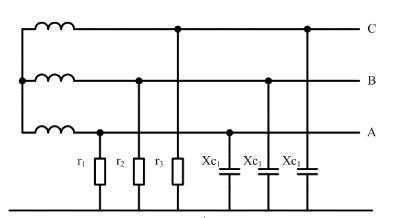 C
B
A
r₁ r₂ r₃ Xc₁ Xc₁ Xc₁